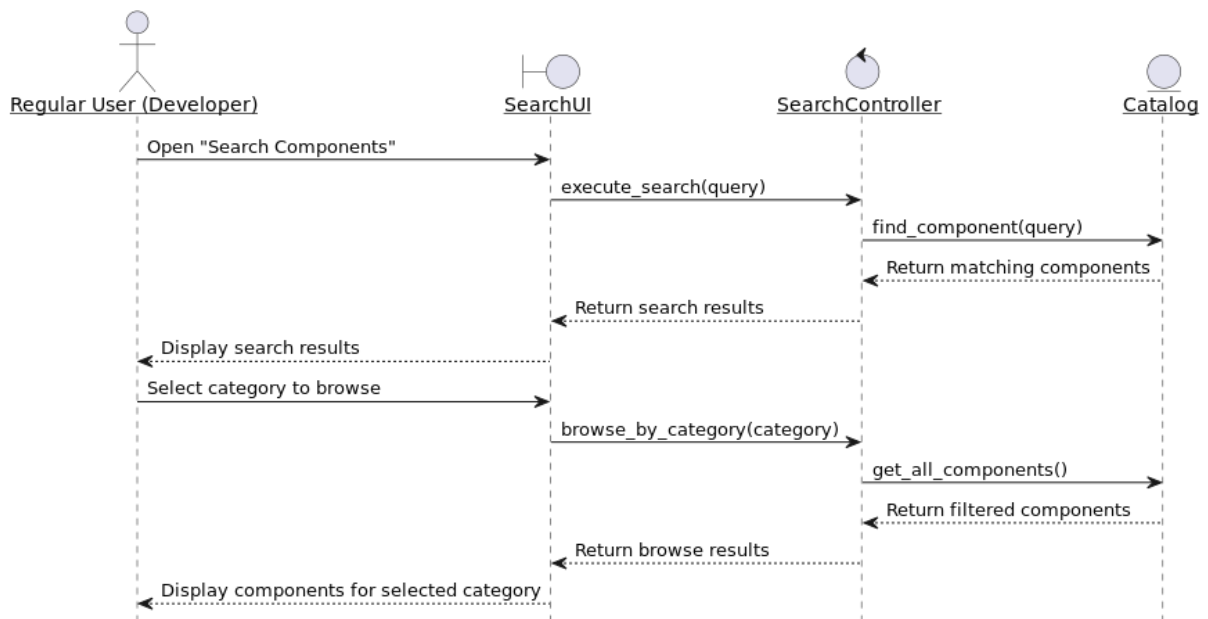 Regular User (Developer)
SearchUI
SearchController
Catalog
Open "Search Components"
execute_search(query)
find_component(query)
Return matching components
Return search results
Display search results
Select category to browse
browse_by_category(category)
get_all_components()
Return filtered components
Return browse results
Display components for selected category